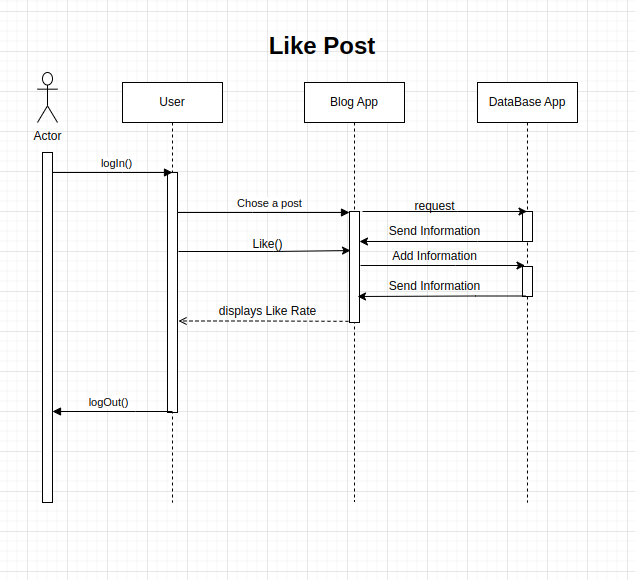 Like Post
User
Blog App
DataBase App
Actor
logIn()
Chose a post
request
Send Information
Like()
Add Information
Send Information
displays Like Rate
logOut()